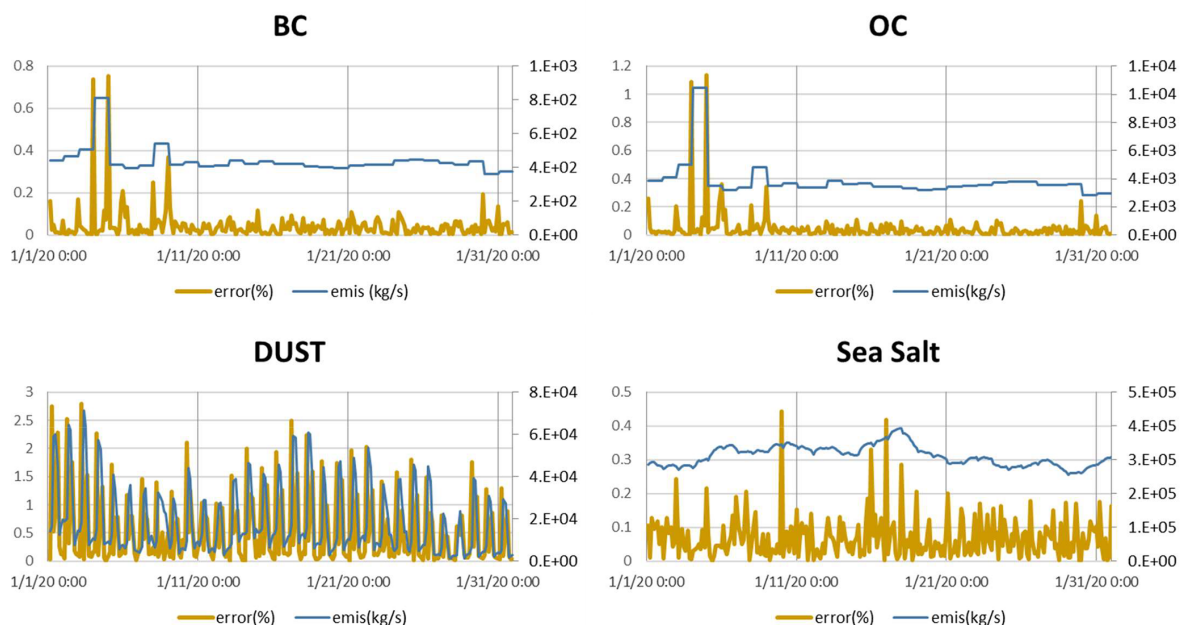 BC
0.8
0.6
0.4
0.2
0
1.E+03
8.E+02
6.E+02
4.E+02
2.E+02
0.E+00
1/1/20 0:00 1/11/20 0:00 1/21/20 0:00 1/31/20 0:00
error(%) emis (kg/s)
OC
1.2
1
0.8
0.6
0.4
0.2
0
1.E+04
1.E+04
8.E+03
6.E+03
4.E+03
2.E+03
0.E+00
1/1/20 0:00 1/11/20 0:00 1/21/20 0:00 1/31/20 0:00
error(%) emis(kg/s)
DUST
3
2.5
2
1.5
1
0.5
0
8.E+04
6.E+04
4.E+04
2.E+04
0.E+00
1/1/20 0:00 1/11/20 0:00 1/21/20 0:00 1/31/20 0:00
error(%) emis(kg/s)
Sea Salt
0.5
0.4
0.3
0.2
0.1
0
5.E+05
4.E+05
3.E+05
2.E+05
1.E+05
0.E+00
1/1/20 0:00 1/11/20 0:00 1/21/20 0:00 1/31/20 0:00
error(%) emis(kg/s)